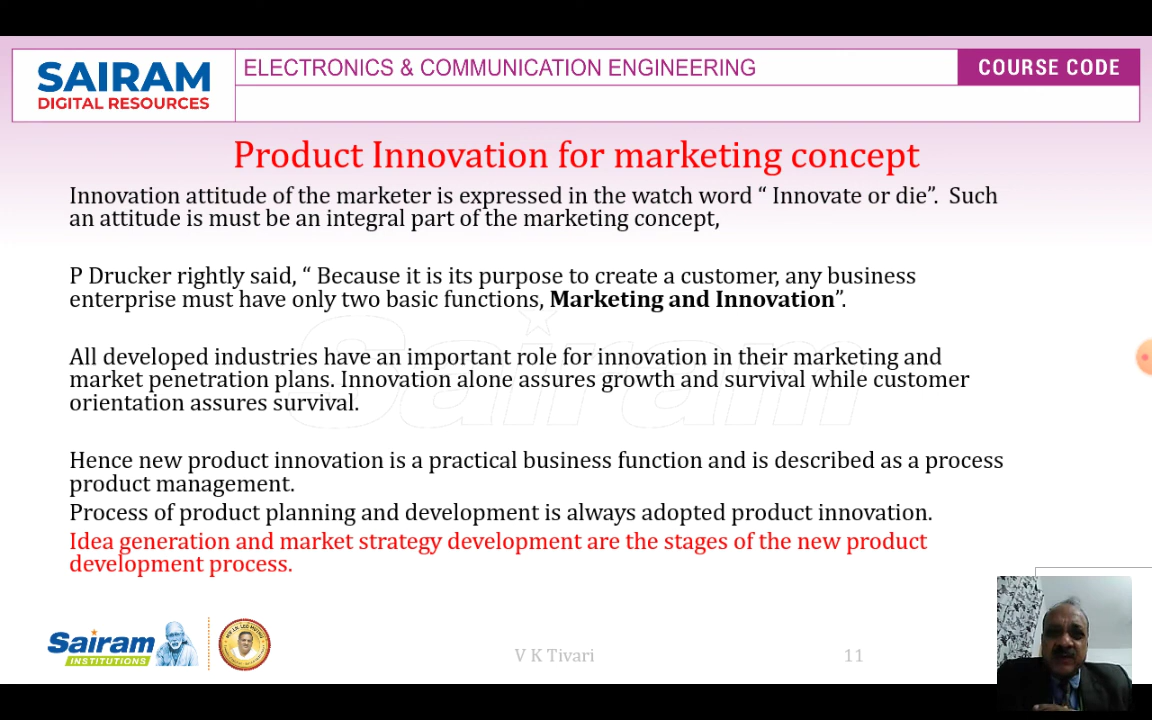 SAIRAM
DIGITAL RESOURCES
ELECTRONICS & COMMUNICATION ENGINEERING
COURSE CODE
Product Innovation for marketing concept
Innovation attitude of the marketer is expressed in the watch word “ Innovate or die”.  Such
an attitude is must be an integral part of the marketing concept,
P Drucker rightly said, “ Because it is its purpose to create a customer, any business
enterprise must have only two basic functions, Marketing and Innovation”.
All developed industries have an important role for innovation in their marketing and
market penetration plans. Innovation alone assures growth and survival while customer
orientation assures survival.
Hence new product innovation is a practical business function and is described as a process
product management.
Process of product planning and development is always adopted product innovation.
Idea generation and market strategy development are the stages of the new product
development process.
Sairam
Sairam
INSTITUTIONS
V K Tivari
11